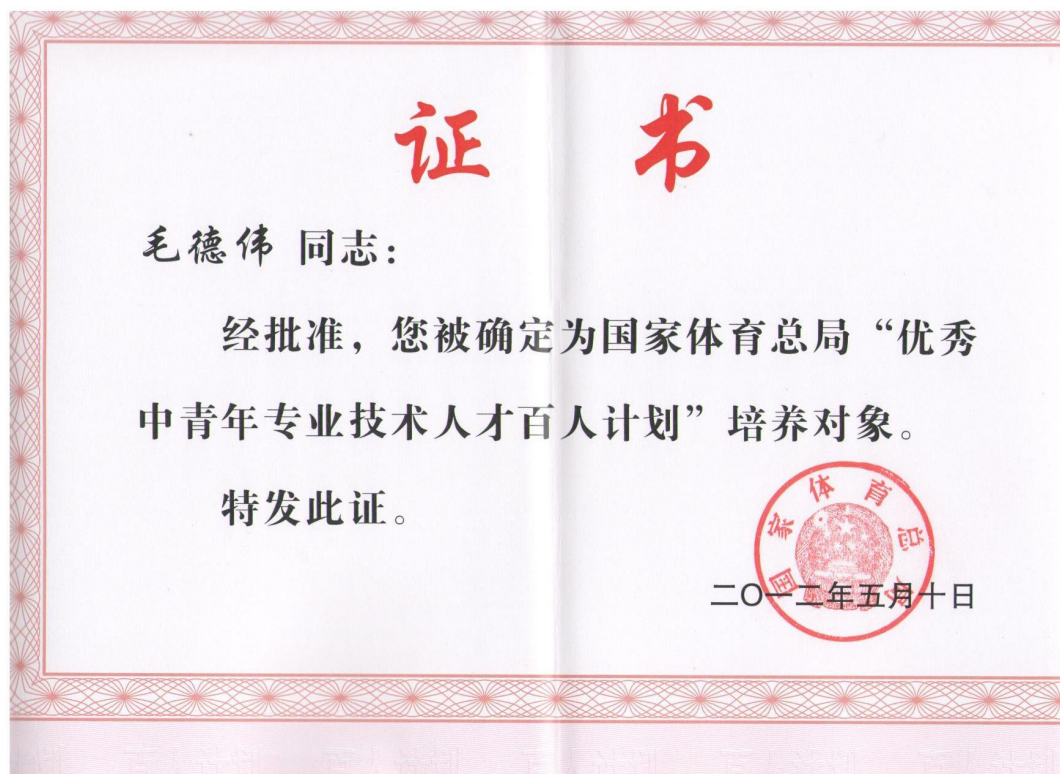 证 书
毛德伟 同志:
经批准，您被确定为国家体育总局“优秀
中青年专业技术人才百人计划”培养对象。
特发此证。
国家体育总局
二〇一二年五月十日